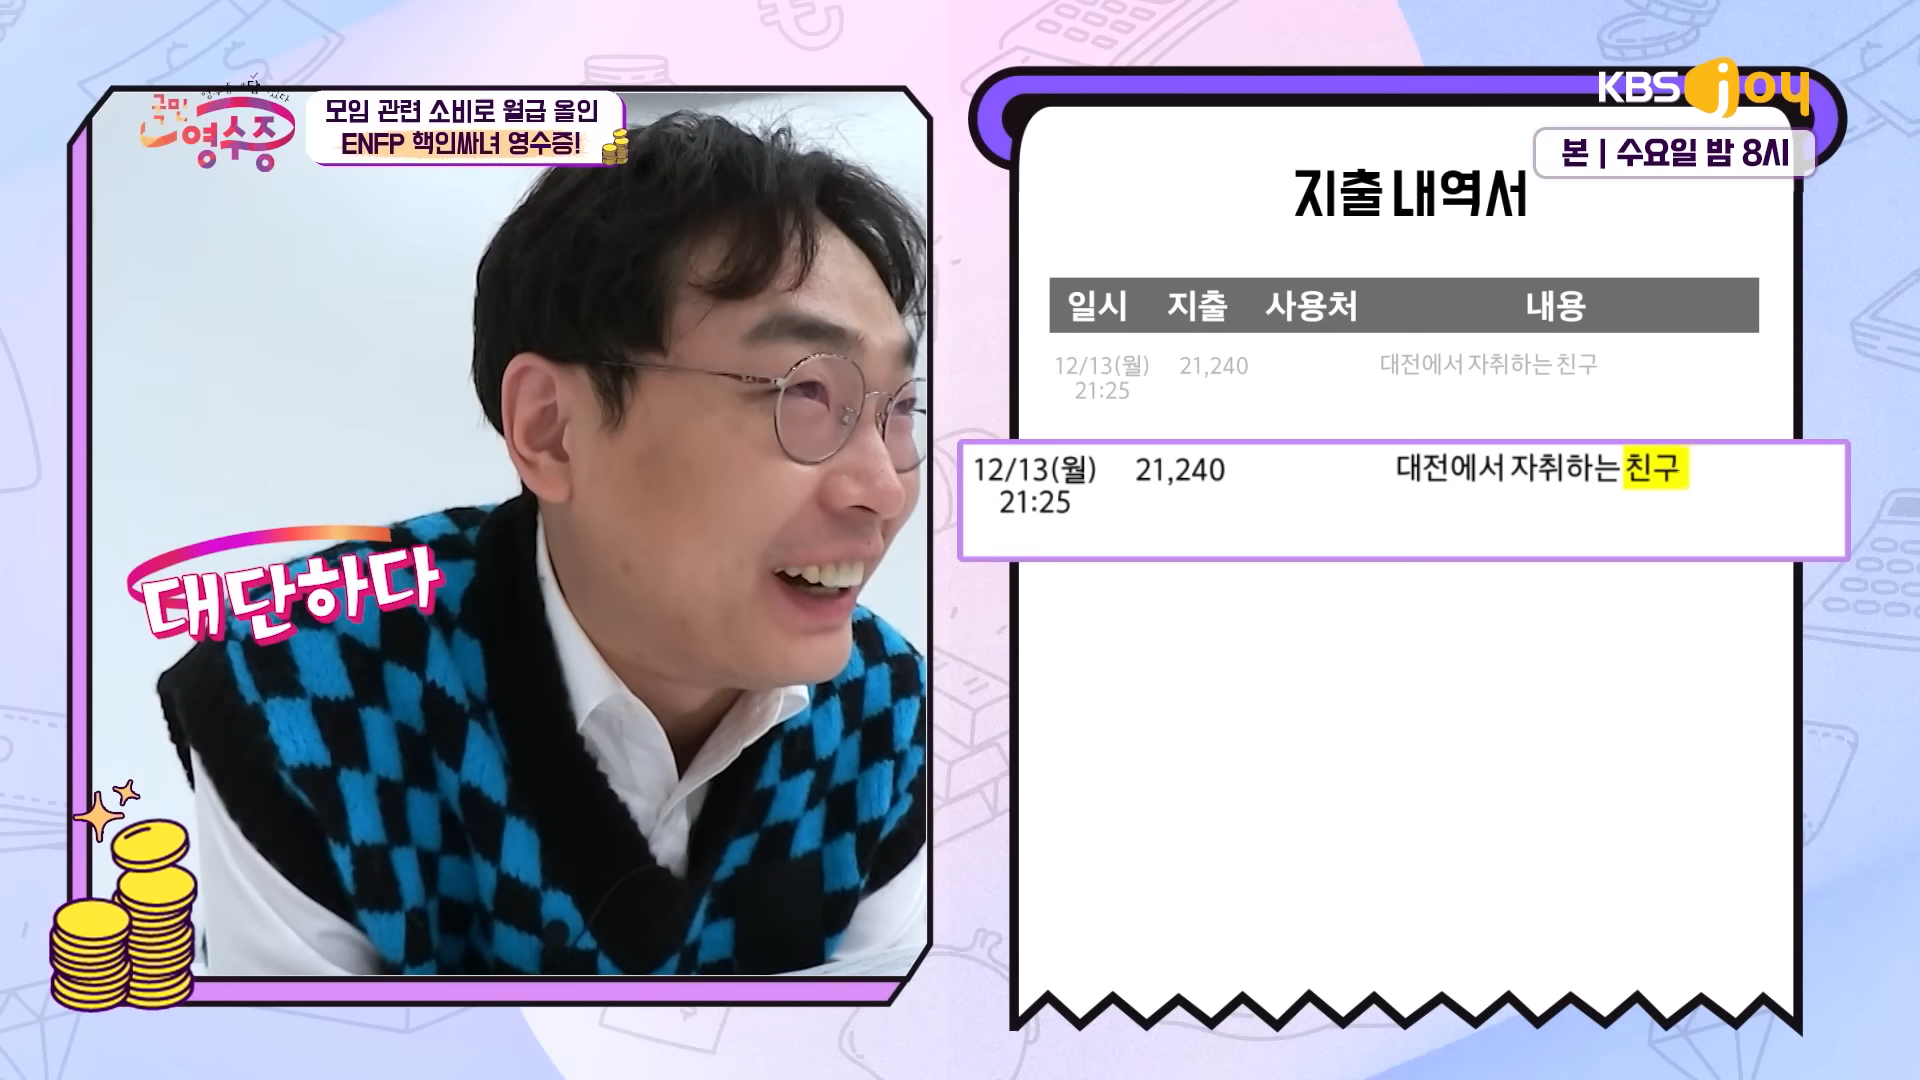 국민
영수증
모임 관련 소비로 월급 올인
ENFP 핵인싸녀 영수증!
대단하다
KBS joy
본 | 수요일 밤 8시
지출 내역서
일시 지출 사용처 내용
12/13(월) 21,240 대전에서 자취하는 친구
21:25
12/13(월) 21,240 대전에서 자취하는 친구
21:25